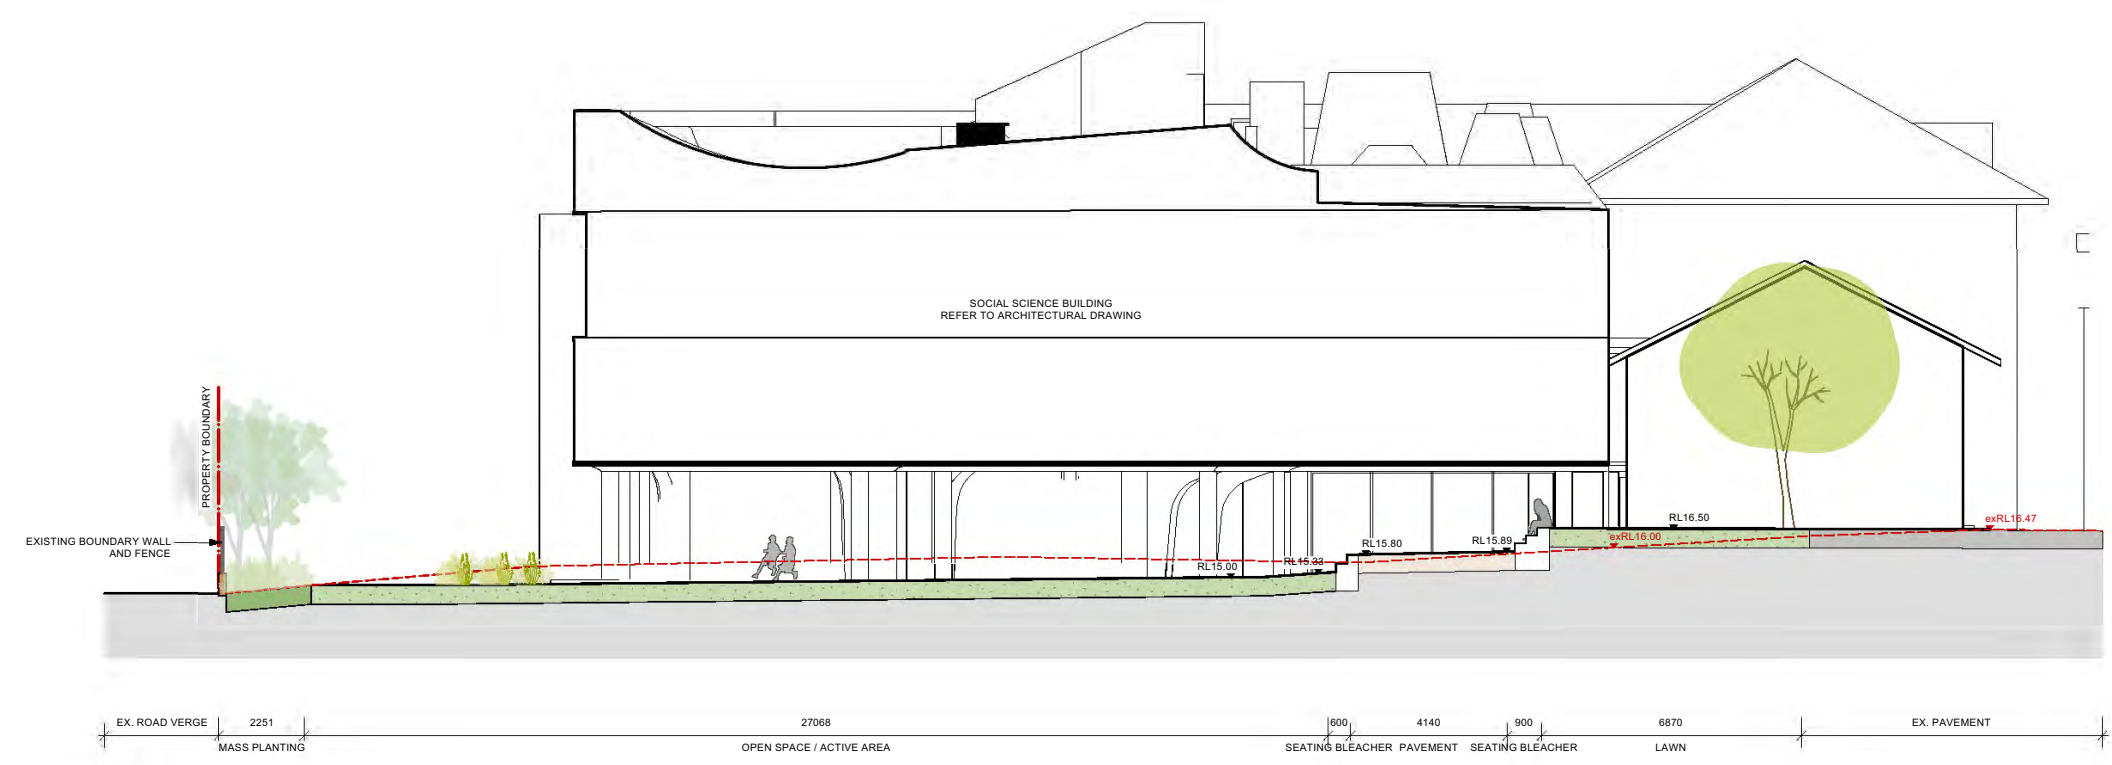 SOCIAL SCIENCE BUILDING
REFER TO ARCHITECTURAL DRAWING
PROPERTY BOUNDARY
EXISTING BOUNDARY WALL
AND FENCE
RL15.00
RL15.33
RL15.80
RL15.89
RL16.50
exRL16.00
exRL16.47
EX. ROAD VERGE
2251
27068
600
4140
900
6870
EX. PAVEMENT
MASS PLANTING
OPEN SPACE / ACTIVE AREA
SEATING BLEACHER
PAVEMENT
SEATING BLEACHER
LAWN